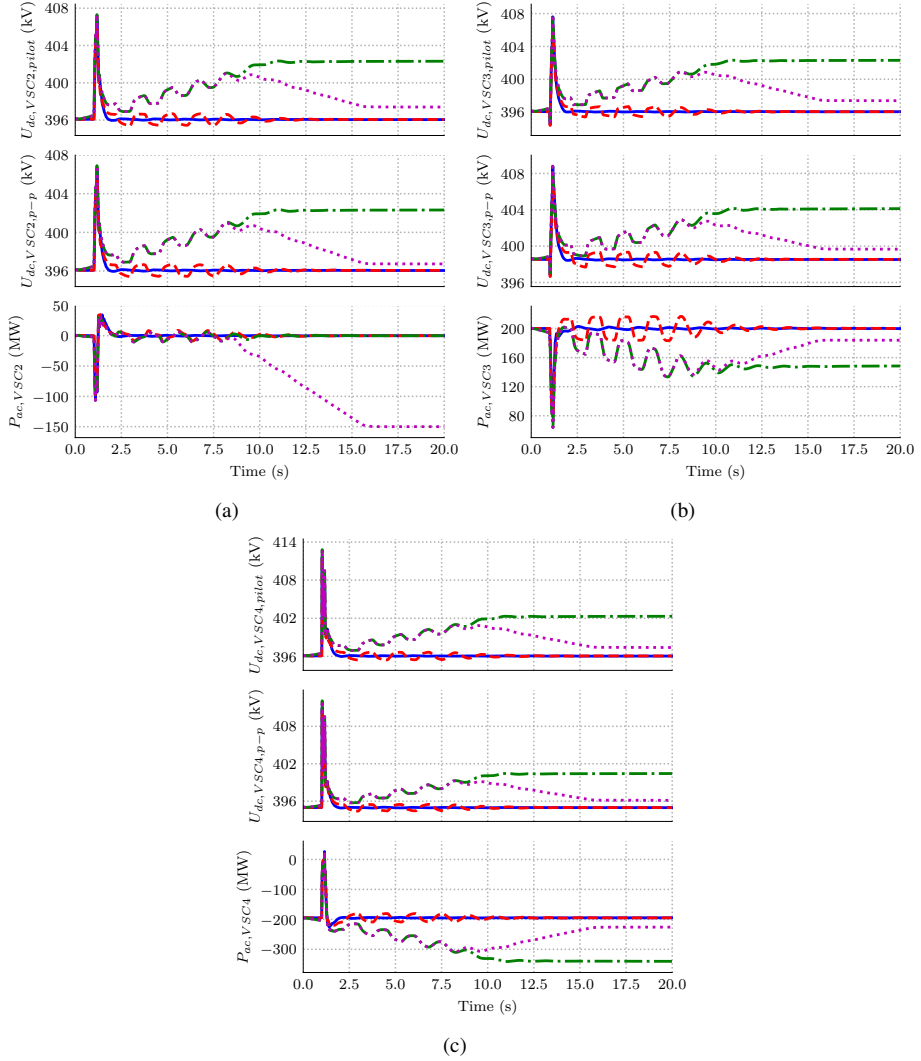 408
404
400
396
U_{dc,VSC2,pilot} (kV)
408
404
400
396
U_{dc,VSC2,p-p} (kV)
50
0
−50
−100
−150
P_{ac,VSC2} (MW)
0.0 2.5 5.0 7.5 10.0 12.5 15.0 17.5 20.0
Time (s)
(a)
408
404
400
396
U_{dc,VSC3,pilot} (kV)
408
404
400
U_{dc,VSC3,p-p} (kV)
200
160
120
80
P_{ac,VSC3} (MW)
0.0 2.5 5.0 7.5 10.0 12.5 15.0 17.5 20.0
Time (s)
(b)
414
408
402
396
U_{dc,VSC4,pilot} (kV)
408
402
396
U_{dc,VSC4,p-p} (kV)
0
−100
−200
−300
P_{ac,VSC4} (MW)
0.0 2.5 5.0 7.5 10.0 12.5 15.0 17.5 20.0
Time (s)
(c)